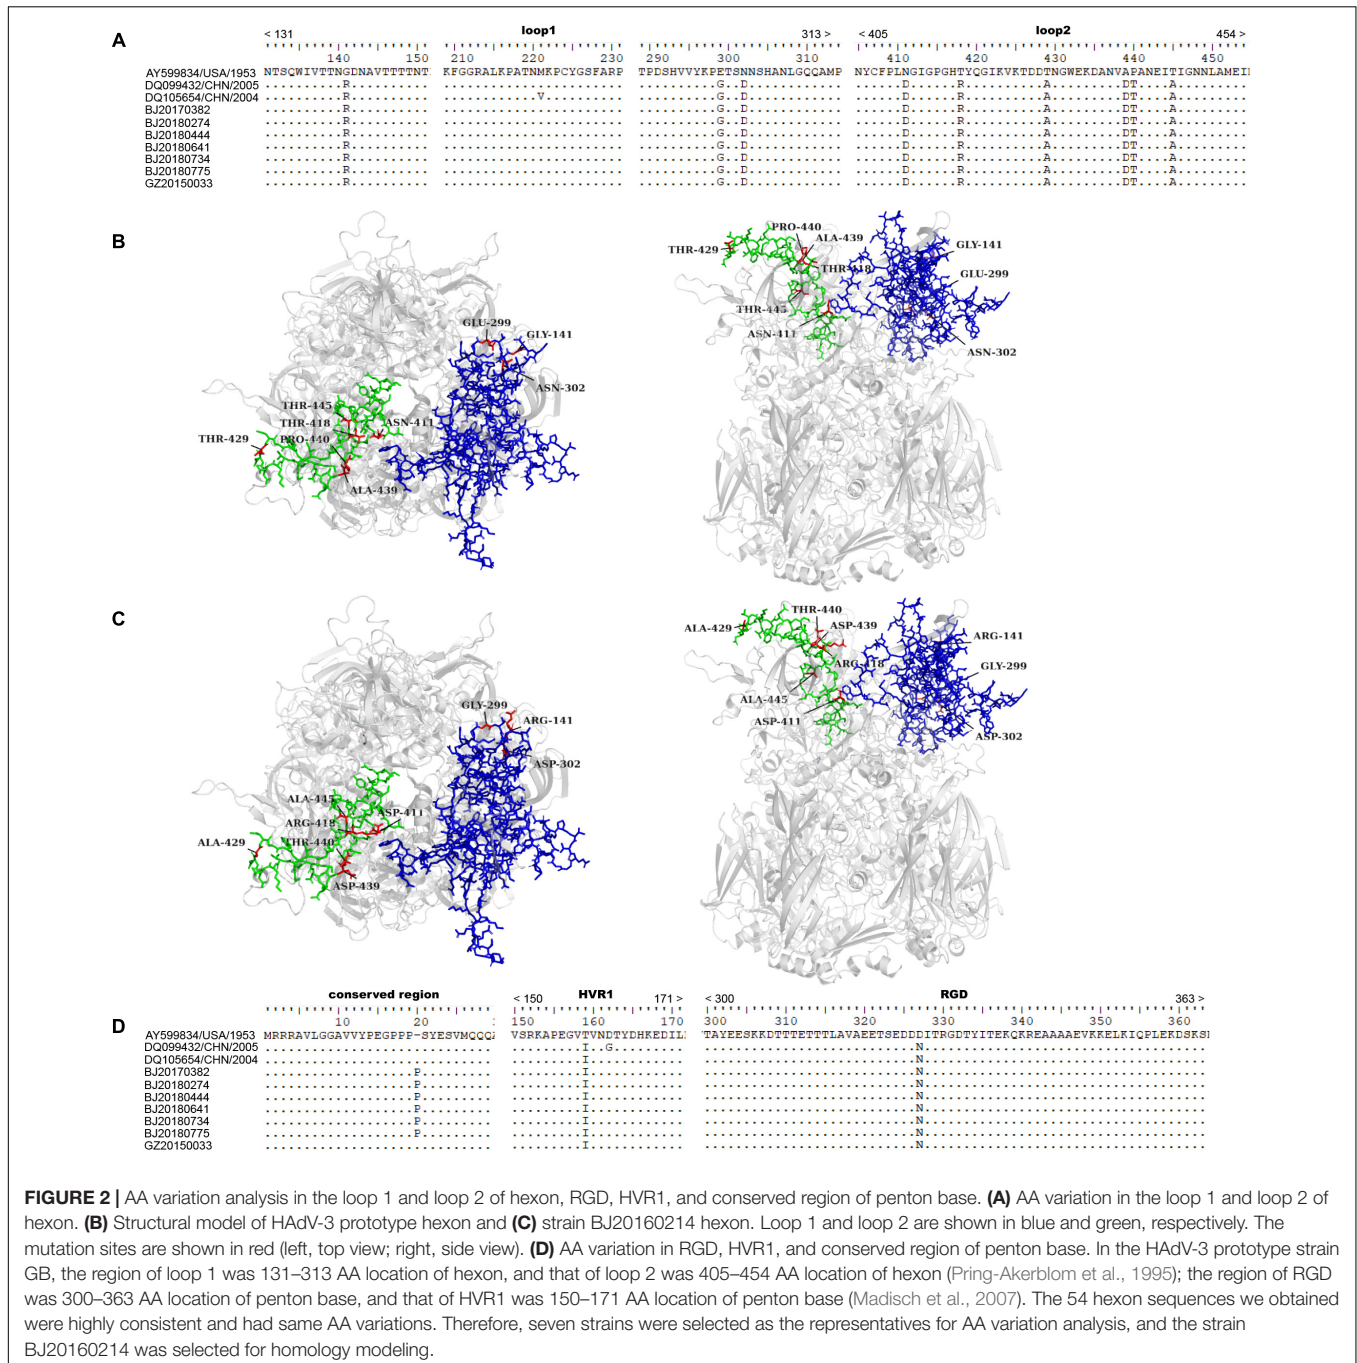 A
< 131 loop1 313 > < 405 loop2 454 >
140 150 210 220 230 290 300 310 410 420 430 440 450
AY599834/USA/1953 NTSQWIVTTNGDNAVTTTTNT KFGGRALKPATNMKPCYGSFARP TPDSHVVYKPETSNNSHANLGQQAMP NYCFPLNGIGPGHTYQGIKVKTDDTNGWEKDANVAPANEITIGNNLAMEI
DQ099432/CHN/2005 ..........R.......... ....................... ..........G..D............ ......D......R..........A.........DT....A.........
DQ105654/CHN/2004 ..........R.......... ............V.......... ..........G..D............ ......D......R..........A.........DT....A.........
BJ20170382 ..........R.......... ....................... ..........G..D............ ......D......R..........A.........DT....A.........
BJ20180274 ..........R.......... ....................... ..........G..D............ ......D......R..........A.........DT....A.........
BJ20180444 ..........R.......... ....................... ..........G..D............ ......D......R..........A.........DT....A.........
BJ20180641 ..........R.......... ....................... ..........G..D............ ......D......R..........A.........DT....A.........
BJ20180734 ..........R.......... ....................... ..........G..D............ ......D......R..........A.........DT....A.........
BJ20180775 ..........R.......... ....................... ..........G..D............ ......D......R..........A.........DT....A.........
GZ20150033 ..........R.......... ....................... ..........G..D............ ......D......R..........A.........DT....A.........
B
GLU-299
GLY-141
ASN-302
THR-445
THR-418
ASN-411
THR-429
PRO-440
ALA-439
PRO-440
THR-429
ALA-439
GLY-141
THR-418
GLU-299
THR-445
ASN-411
ASN-302
C
GLY-299
ARG-141
ASP-302
ALA-445
ASP-411
ARG-418
ALA-429
THR-440
ASP-439
THR-440
ALA-429
ASP-439
ARG-141
ARG-418
GLY-299
ALA-445
ASP-411
ASP-302
D
conserved region < 150 HVR1 171 > < 300 RGD 363 >
10 20 150 160 170 300 310 320 330 340 350 360
AY599834/USA/1953 MRRRAVLGGAVVYPEGPPPP-SYESVMQQQ VSRKAPEGVTVNDTYDHKEDIL TAYEESKKDTTTETTTLAVAEETSEDDDITRGDTYITEKQKREAAAAEVKKELKIQPLEKDSKS
DQ099432/CHN/2005 ............................. .........I..G......... ...........................N....................................
DQ105654/CHN/2004 ............................. .........I............ ...........................N....................................
BJ20170382 ...................P......... .........I............ ...........................N....................................
BJ20180274 ...................P......... .........I............ ...........................N....................................
BJ20180444 ...................P......... .........I............ ...........................N....................................
BJ20180641 ...................P......... .........I............ ...........................N....................................
BJ20180734 ...................P......... .........I............ ...........................N....................................
BJ20180775 ...................P......... .........I............ ...........................N....................................
GZ20150033 ............................. .........I............ ...........................N....................................
FIGURE 2 | AA variation analysis in the loop 1 and loop 2 of hexon, RGD, HVR1, and conserved region of penton base. (A) AA variation in the loop 1 and loop 2 of
hexon. (B) Structural model of HAdV-3 prototype hexon and (C) strain BJ20160214 hexon. Loop 1 and loop 2 are shown in blue and green, respectively. The
mutation sites are shown in red (left, top view; right, side view). (D) AA variation in RGD, HVR1, and conserved region of penton base. In the HAdV-3 prototype strain
GB, the region of loop 1 was 131–313 AA location of hexon, and that of loop 2 was 405–454 AA location of hexon (Pring-Akerblom et al., 1995); the region of RGD
was 300–363 AA location of penton base, and that of HVR1 was 150–171 AA location of penton base (Madisch et al., 2007). The 54 hexon sequences we obtained
were highly consistent and had same AA variations. Therefore, seven strains were selected as the representatives for AA variation analysis, and the strain
BJ20160214 was selected for homology modeling.